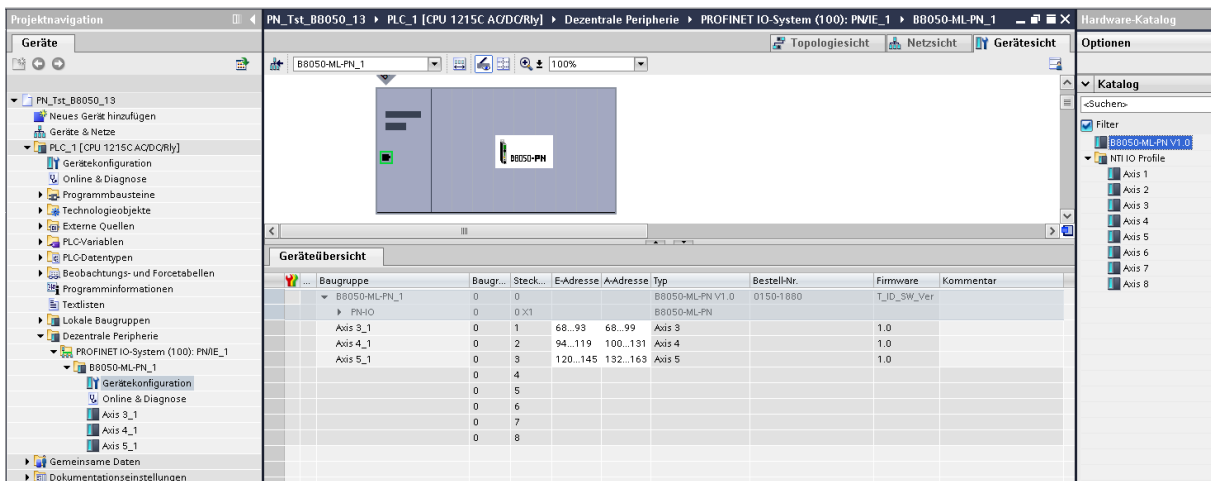 Projektnavigation
PN_Tst_B8050_13 ▸ PLC_1 [CPU 1215C AC/DC/Rly] ▸ Dezentrale Peripherie ▸ PROFINET IO-System (100): PN/IE_1 ▸ B8050-ML-PN_1
Hardware-Katalog
Geräte
Topologiesicht
Netzsicht
Gerätesicht
Optionen
B8050-ML-PN_1
100%
Katalog
<Suchen>
Filter
B8050-ML-PN V1.0
NTI IO Profile
Axis 1
Axis 2
Axis 3
Axis 4
Axis 5
Axis 6
Axis 7
Axis 8
PN_Tst_B8050_13
Neues Gerät hinzufügen
Geräte & Netze
PLC_1 [CPU 1215C AC/DC/Rly]
Gerätekonfiguration
Online & Diagnose
Programmbausteine
Technologieobjekte
Externe Quellen
PLC-Variablen
PLC-Datentypen
Beobachtungs- und Forcetabellen
Programminformationen
Textlisten
Lokale Baugruppen
Dezentrale Peripherie
PROFINET IO-System (100): PN/IE_1
B8050-ML-PN_1
Gerätekonfiguration
Online & Diagnose
Axis 3_1
Axis 4_1
Axis 5_1
Gemeinsame Daten
Dokumentationseinstellungen
B8050-PN
Geräteübersicht
... Baugruppe Baugr... Steck... E-Adresse A-Adresse Typ Bestell-Nr. Firmware Kommentar
B8050-ML-PN_1 0 0 B8050-ML-PN V1.0 0150-1880 T_ID_SW_Ver
PN-IO 0 0 X1 B8050-ML-PN
Axis 3_1 0 1 68...93 68...99 Axis 3 1.0
Axis 4_1 0 2 94...119 100...131 Axis 4 1.0
Axis 5_1 0 3 120...145 132...163 Axis 5 1.0
0 4
0 5
0 6
0 7
0 8